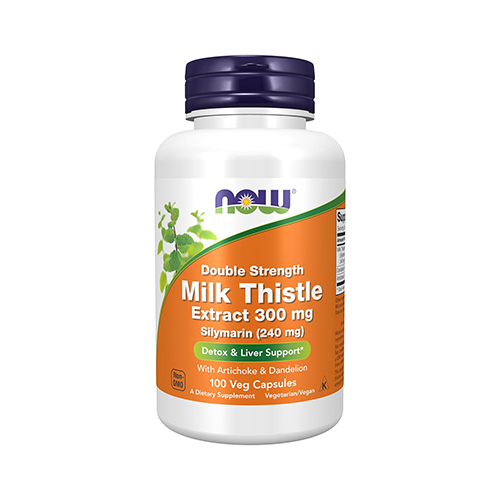 NOW®
Double Strength
Milk Thistle
Extract 300 mg
Silymarin (240 mg)
Detox & Liver Support*
With Artichoke & Dandelion
100 Veg Capsules
A Dietary Supplement Vegetarian/Vegan
Non-
GMO
K